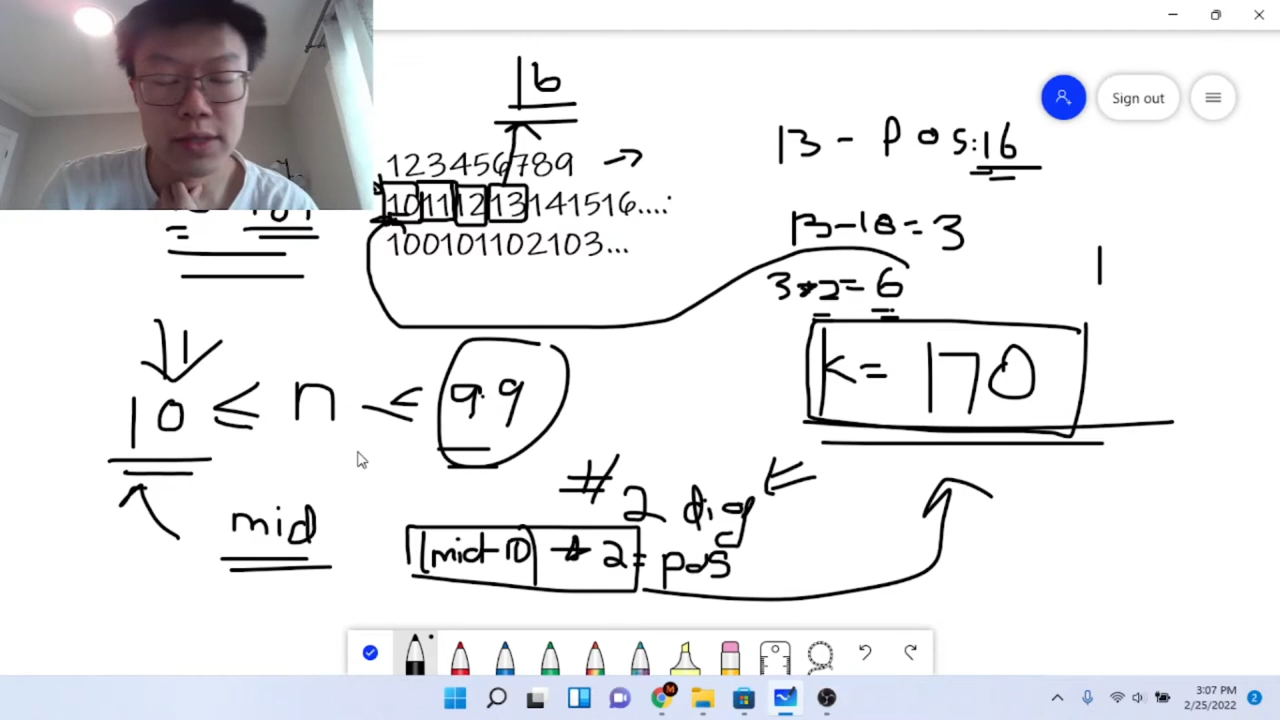 Sign out
16
123456789 →
10111213141516....
100101102103...
13 - Pos:16
13-10=3
3*2=6
k= 170
10 ≤ n ≤ 99
mid
# 2 dig
(mid-10) * 2 = pos
3:07 PM
2/25/2022
2